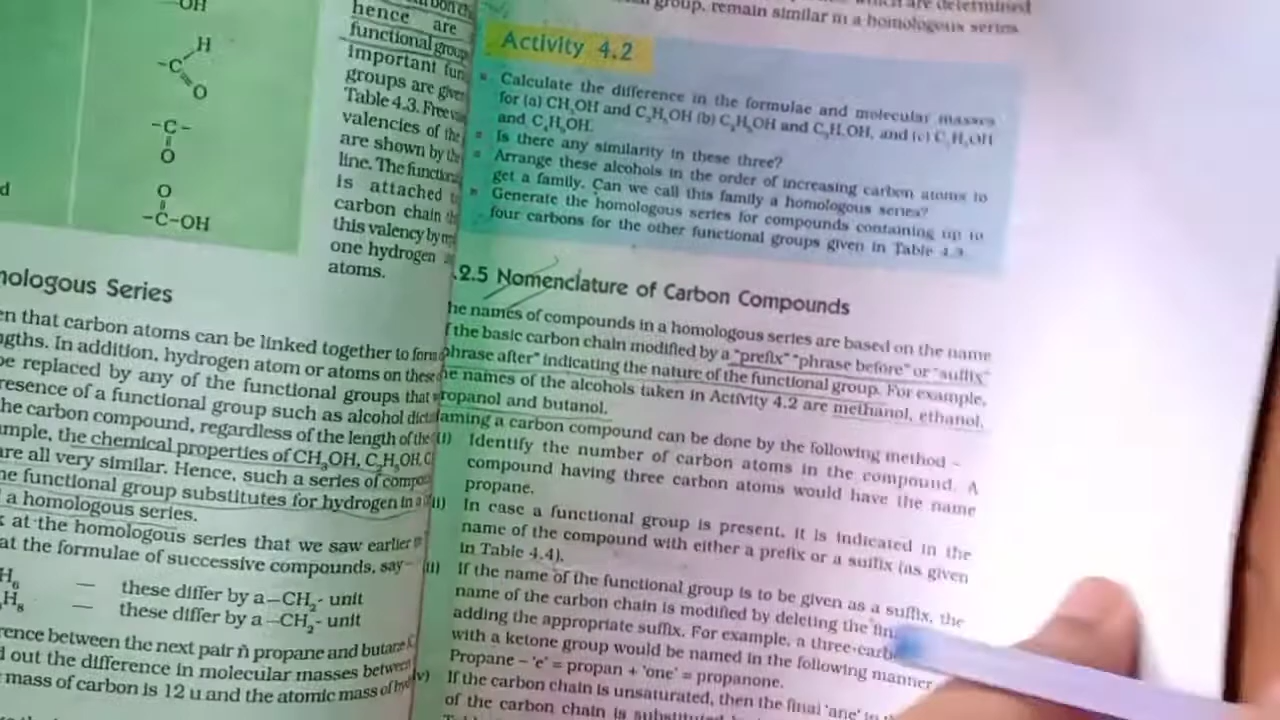 OH
H
-C
O
-C-
O
O
-C-OH
d
hence are
functional group
important fun
groups are give
Table 4.3. Free
valencies of the
are shown by the
line. The function
is attached
carbon chain
this valency by
one hydrogen
atoms.
nologous Series
en that carbon atoms can be linked together to form
ngths. In addition, hydrogen atom or atoms on these
be replaced by any of the functional groups that
resence of a functional group such as alcohol dict
he carbon compound, regardless of the length of the
mple, the chemical properties of CH₃OH, C₂H₅OH, C
are all very similar. Hence, such a series of compou
he functional group substitutes for hydrogen in a
a homologous series.
k at the homologous series that we saw earlier
at the formulae of successive compounds, say –
H₆ — these differ by a –CH₂- unit
H₈ — these differ by a –CH₂- unit
rence between the next pair ñ propane and butane
d out the difference in molecular masses between
mass of carbon is 12 u and the atomic mass of
which are determined
group, remain similar in a homologous series
Activity 4.2
Calculate the difference in the formulae and molecular masses
for (a) CH₃OH and C₂H₅OH (b) C₂H₅OH and C₃H₇OH, and (c) C₃H₇OH
and C₄H₉OH.
Is there any similarity in these three?
Arrange these alcohols in the order of increasing carbon atoms to
get a family. Can we call this family a homologous series?
Generate the homologous series for compounds containing up to
four carbons for the other functional groups given in Table 4.3.
.2.5 Nomenclature of Carbon Compounds
he names of compounds in a homologous series are based on the name
f the basic carbon chain modified by a "prefix" "phrase before" or "suffix"
phrase after" indicating the nature of the functional group. For example,
he names of the alcohols taken in Activity 4.2 are methanol, ethanol,
ropanol and butanol.
aming a carbon compound can be done by the following method –
(i) Identify the number of carbon atoms in the compound. A
compound having three carbon atoms would have the name
propane.
ii) In case a functional group is present, it is indicated in the
name of the compound with either a prefix or a suffix (as given
in Table 4.4).
ii) If the name of the functional group is to be given as a suffix, the
name of the carbon chain is modified by deleting the fin
adding the appropriate suffix. For example, a three-carb
with a ketone group would be named in the following manner
Propane – 'e' = propan + 'one' = propanone.
v) If the carbon chain is unsaturated, then the final 'ane' in
of the carbon chain is substituted